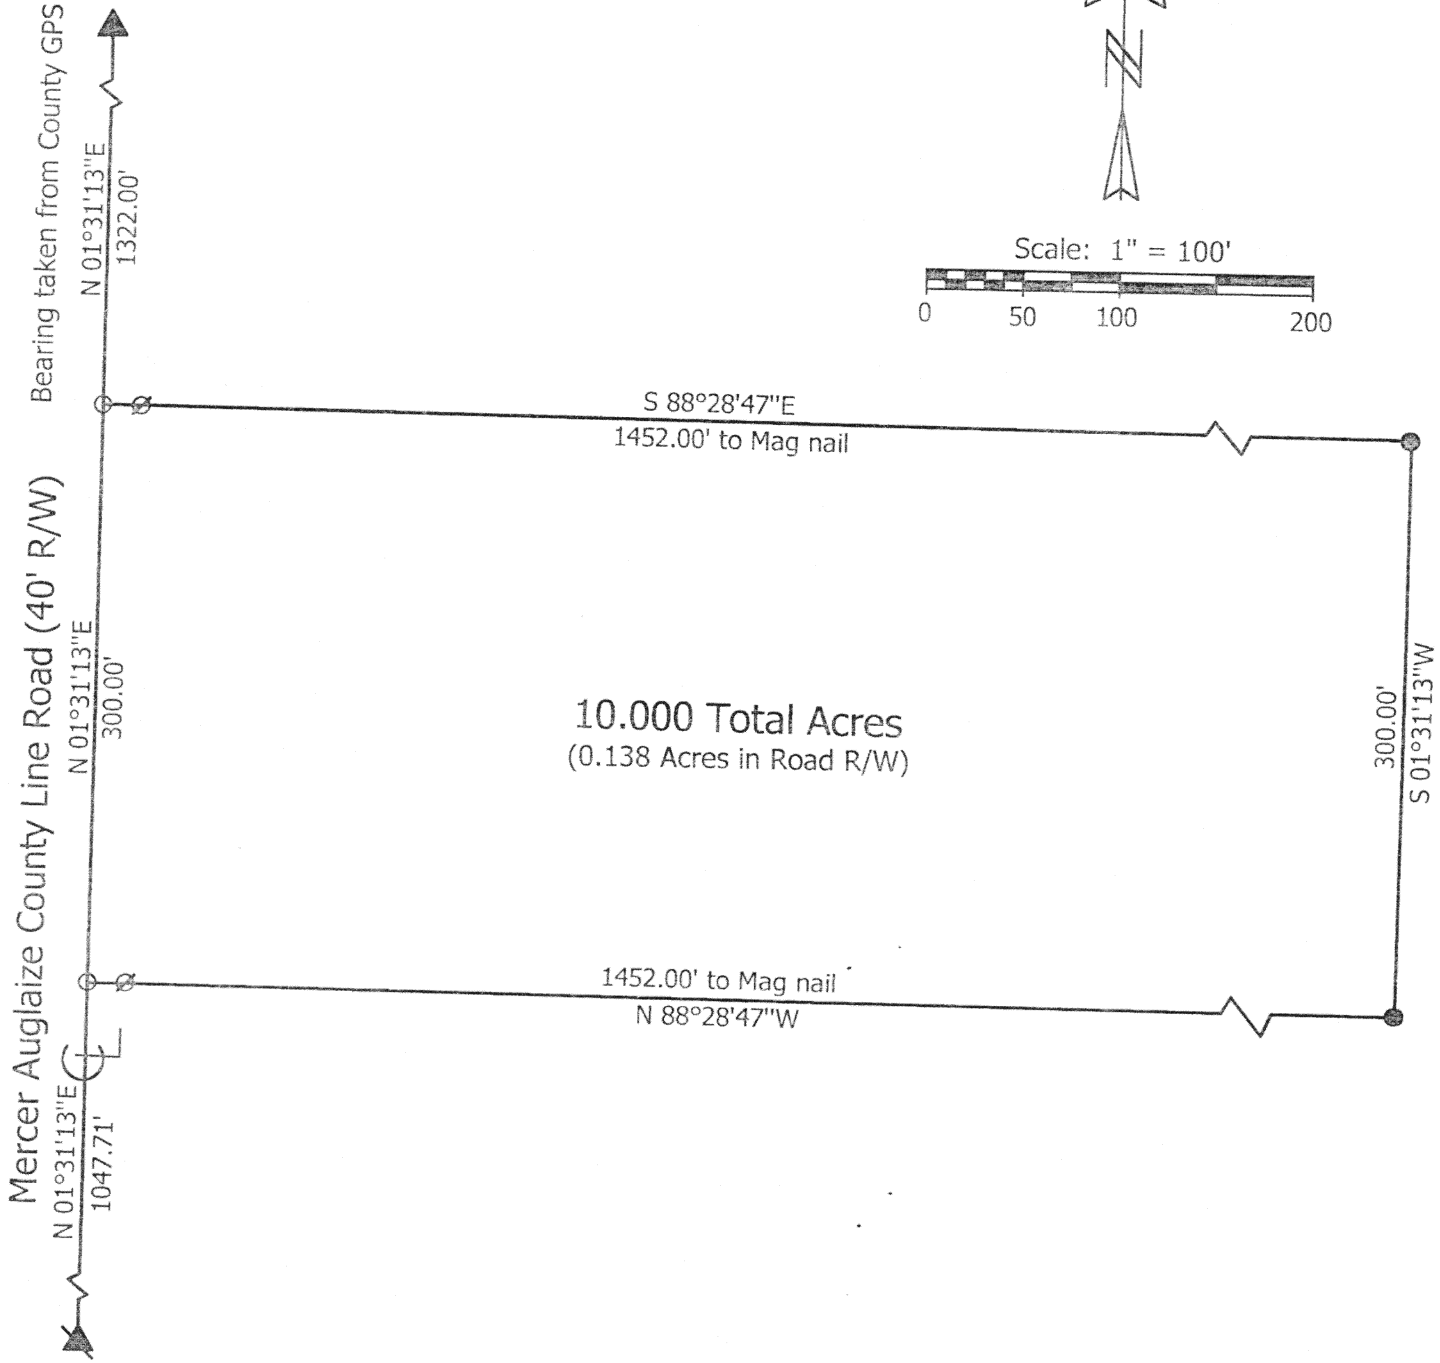 Bearing taken from County GPS
N 01°31'13"E
1322.00'
N
Scale: 1" = 100'
0 50 100 200
S 88°28'47"E
1452.00' to Mag nail
Mercer Auglaize County Line Road (40' R/W)
N 01°31'13"E
300.00'
10.000 Total Acres
(0.138 Acres in Road R/W)
300.00'
S 01°31'13"W
1452.00' to Mag nail
N 88°28'47"W
N 01°31'13"E
1047.71'